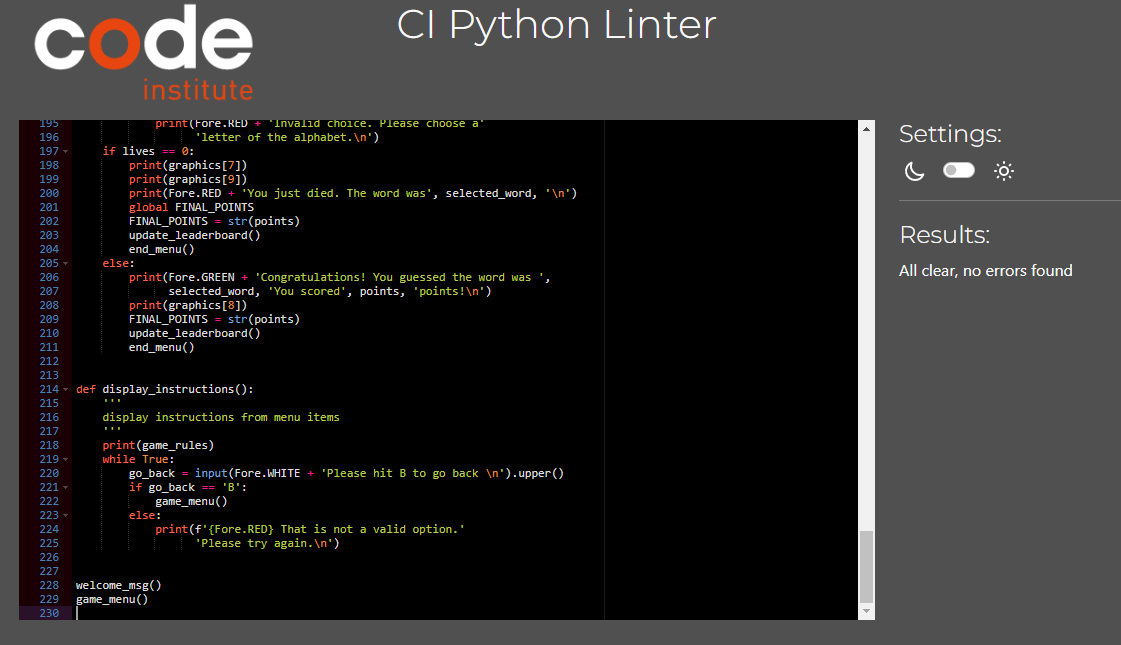 code
institute
CI Python Linter
195 print(Fore.RED + 'Invalid choice. Please choose a'
196 'letter of the alphabet.\n')
197 if lives == 0:
198 print(graphics[7])
199 print(graphics[9])
200 print(Fore.RED + 'You just died. The word was', selected_word, '\n')
201 global FINAL_POINTS
202 FINAL_POINTS = str(points)
203 update_leaderboard()
204 end_menu()
205 else:
206 print(Fore.GREEN + 'Congratulations! You guessed the word was ',
207 selected_word, 'You scored', points, 'points!\n')
208 print(graphics[8])
209 FINAL_POINTS = str(points)
210 update_leaderboard()
211 end_menu()
212
213
214 def display_instructions():
215 '''
216 display instructions from menu items
217 '''
218 print(game_rules)
219 while True:
220 go_back = input(Fore.WHITE + 'Please hit B to go back \n').upper()
221 if go_back == 'B':
222 game_menu()
223 else:
224 print(f'{Fore.RED} That is not a valid option.'
225 'Please try again.\n')
226
227
228 welcome_msg()
229 game_menu()
230
Settings:
Results:
All clear, no errors found